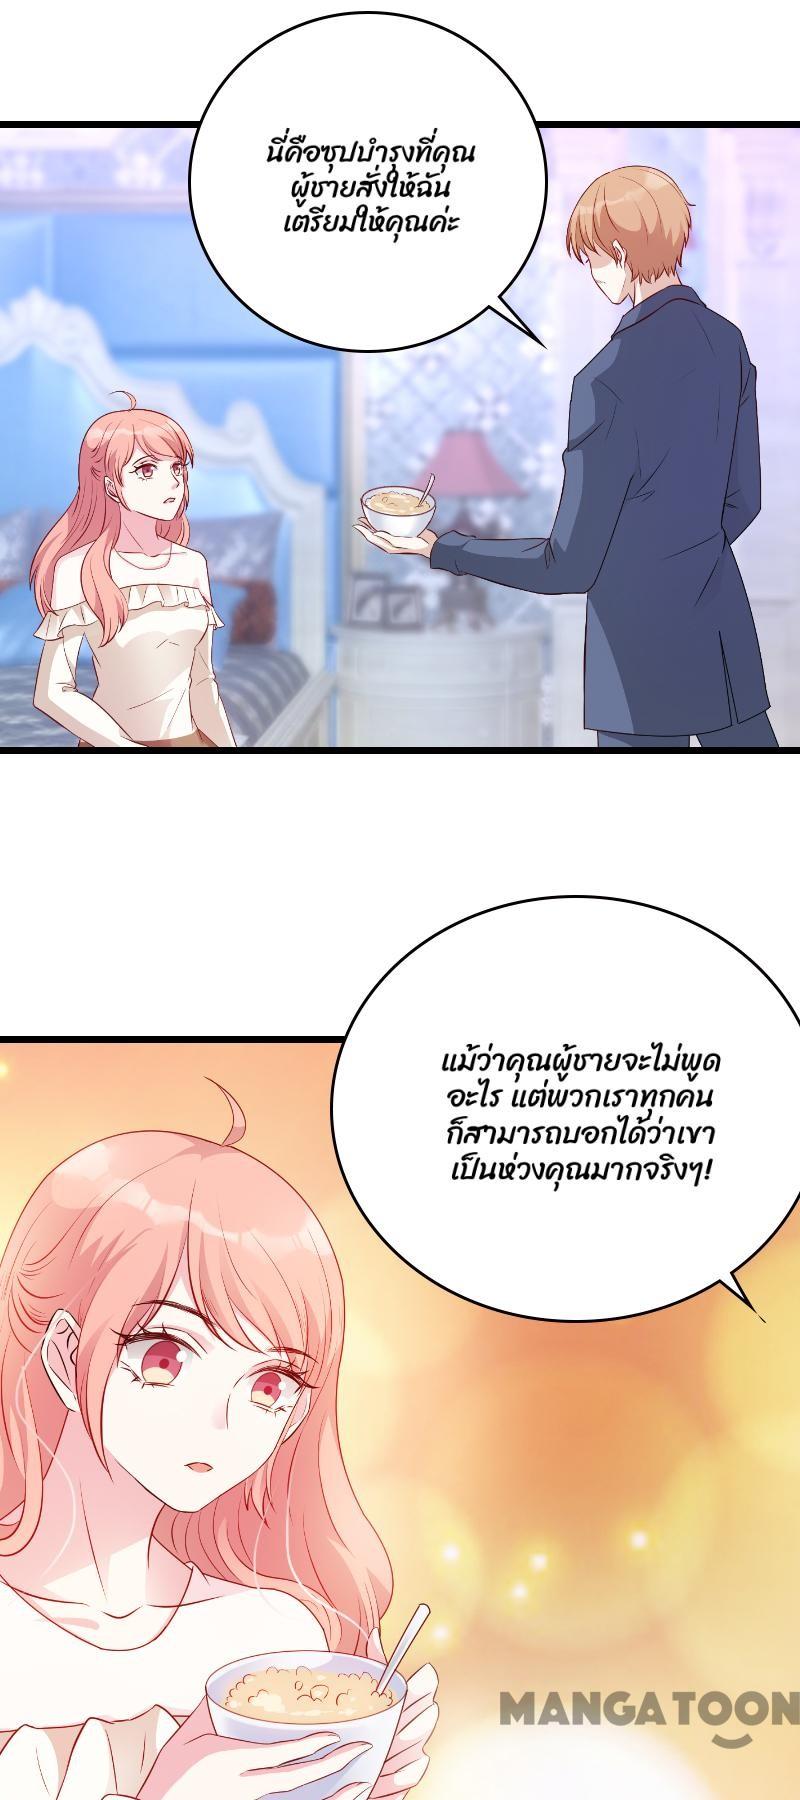 นี่คือซุปบำรุงที่คุณ
ผู้ชายสั่งให้ฉัน
เตรียมให้คุณค่ะ
แม้ว่าคุณผู้ชายจะไม่พูด
อะไร แต่พวกเราทุกคน
ก็สามารถบอกได้ว่าเขา
เป็นห่วงคุณมากจริงๆ!
MANGATOON